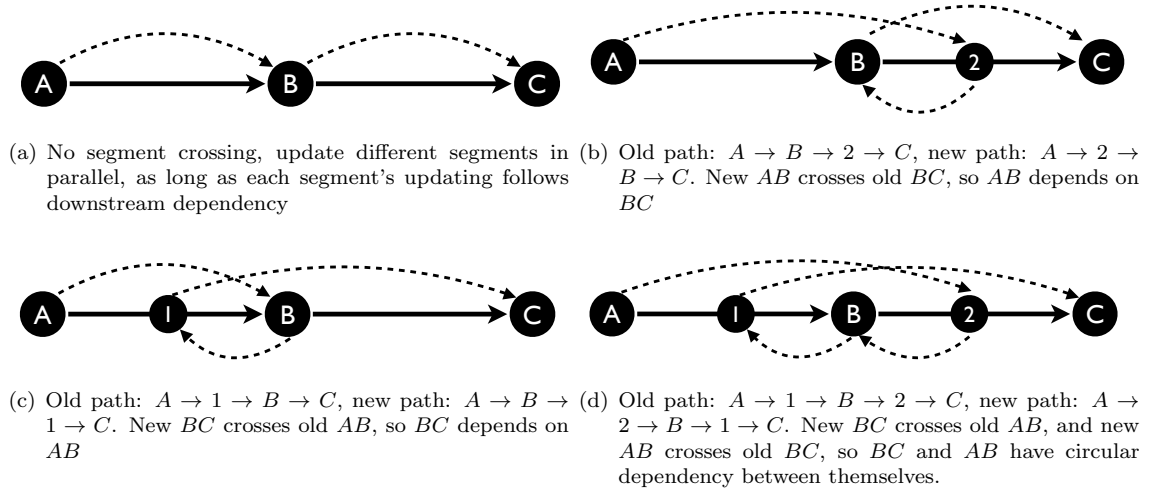 A B C
A B 2 C
(a) No segment crossing, update different segments in
parallel, as long as each segment's updating follows
downstream dependency
(b) Old path: A → B → 2 → C, new path: A → 2 →
B → C. New AB crosses old BC, so AB depends on
BC
A 1 B C
A 1 B 2 C
(c) Old path: A → 1 → B → C, new path: A → B →
1 → C. New BC crosses old AB, so BC depends on
AB
(d) Old path: A → 1 → B → 2 → C, new path: A →
2 → B → 1 → C. New BC crosses old AB, and new
AB crosses old BC, so BC and AB have circular
dependency between themselves.